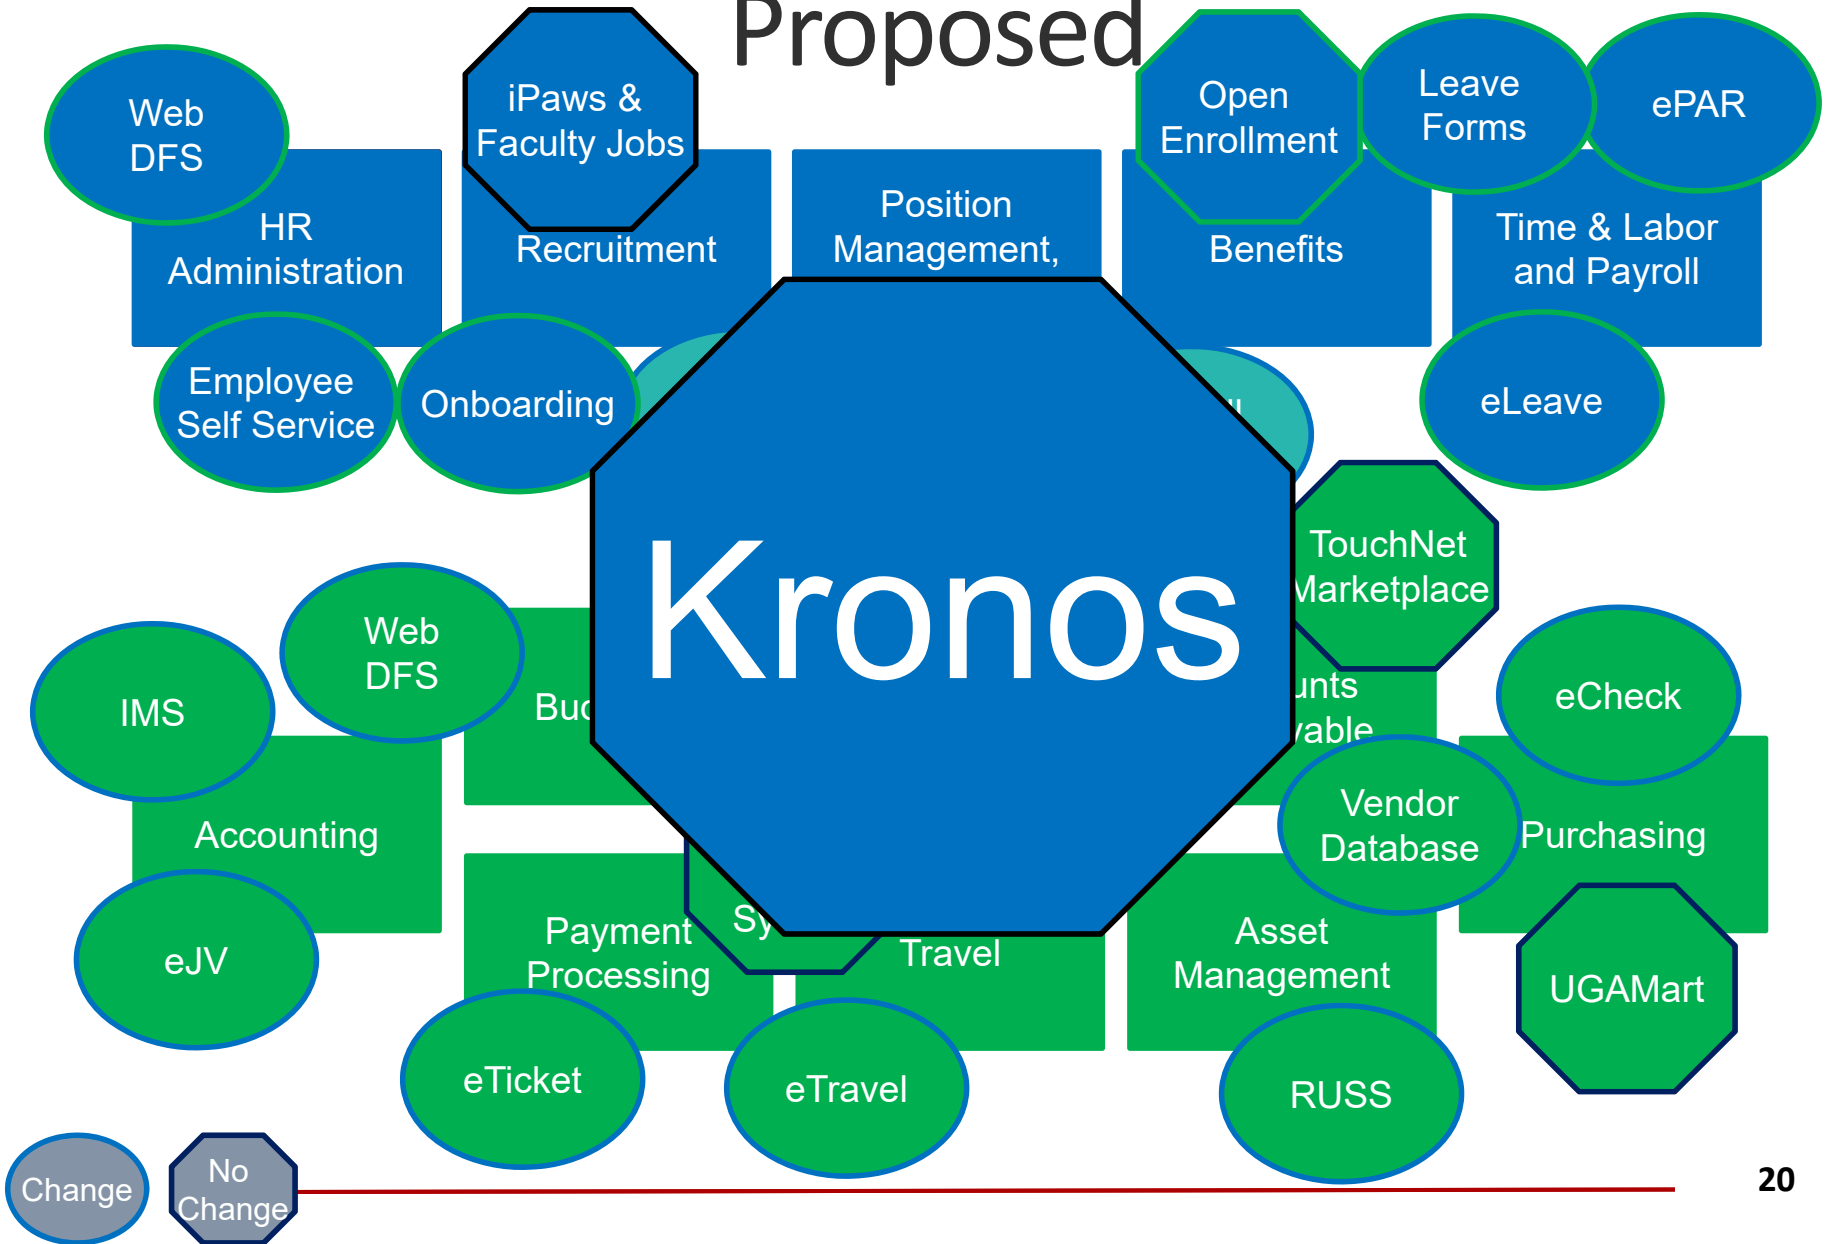 Proposed
Web
DFS
iPaws &
Faculty Jobs
Open
Enrollment
Leave
Forms
ePAR
HR
Administration
Recruitment
Position
Management,
Benefits
Time & Labor
and Payroll
Employee
Self Service
Onboarding
eLeave
Kronos
TouchNet
Marketplace
Web
DFS
IMS
eCheck
Accounting
Vendor
Database
Purchasing
eJV
Payment
Processing
Travel
Asset
Management
UGAMart
eTicket
eTravel
RUSS
Change
No
Change
20